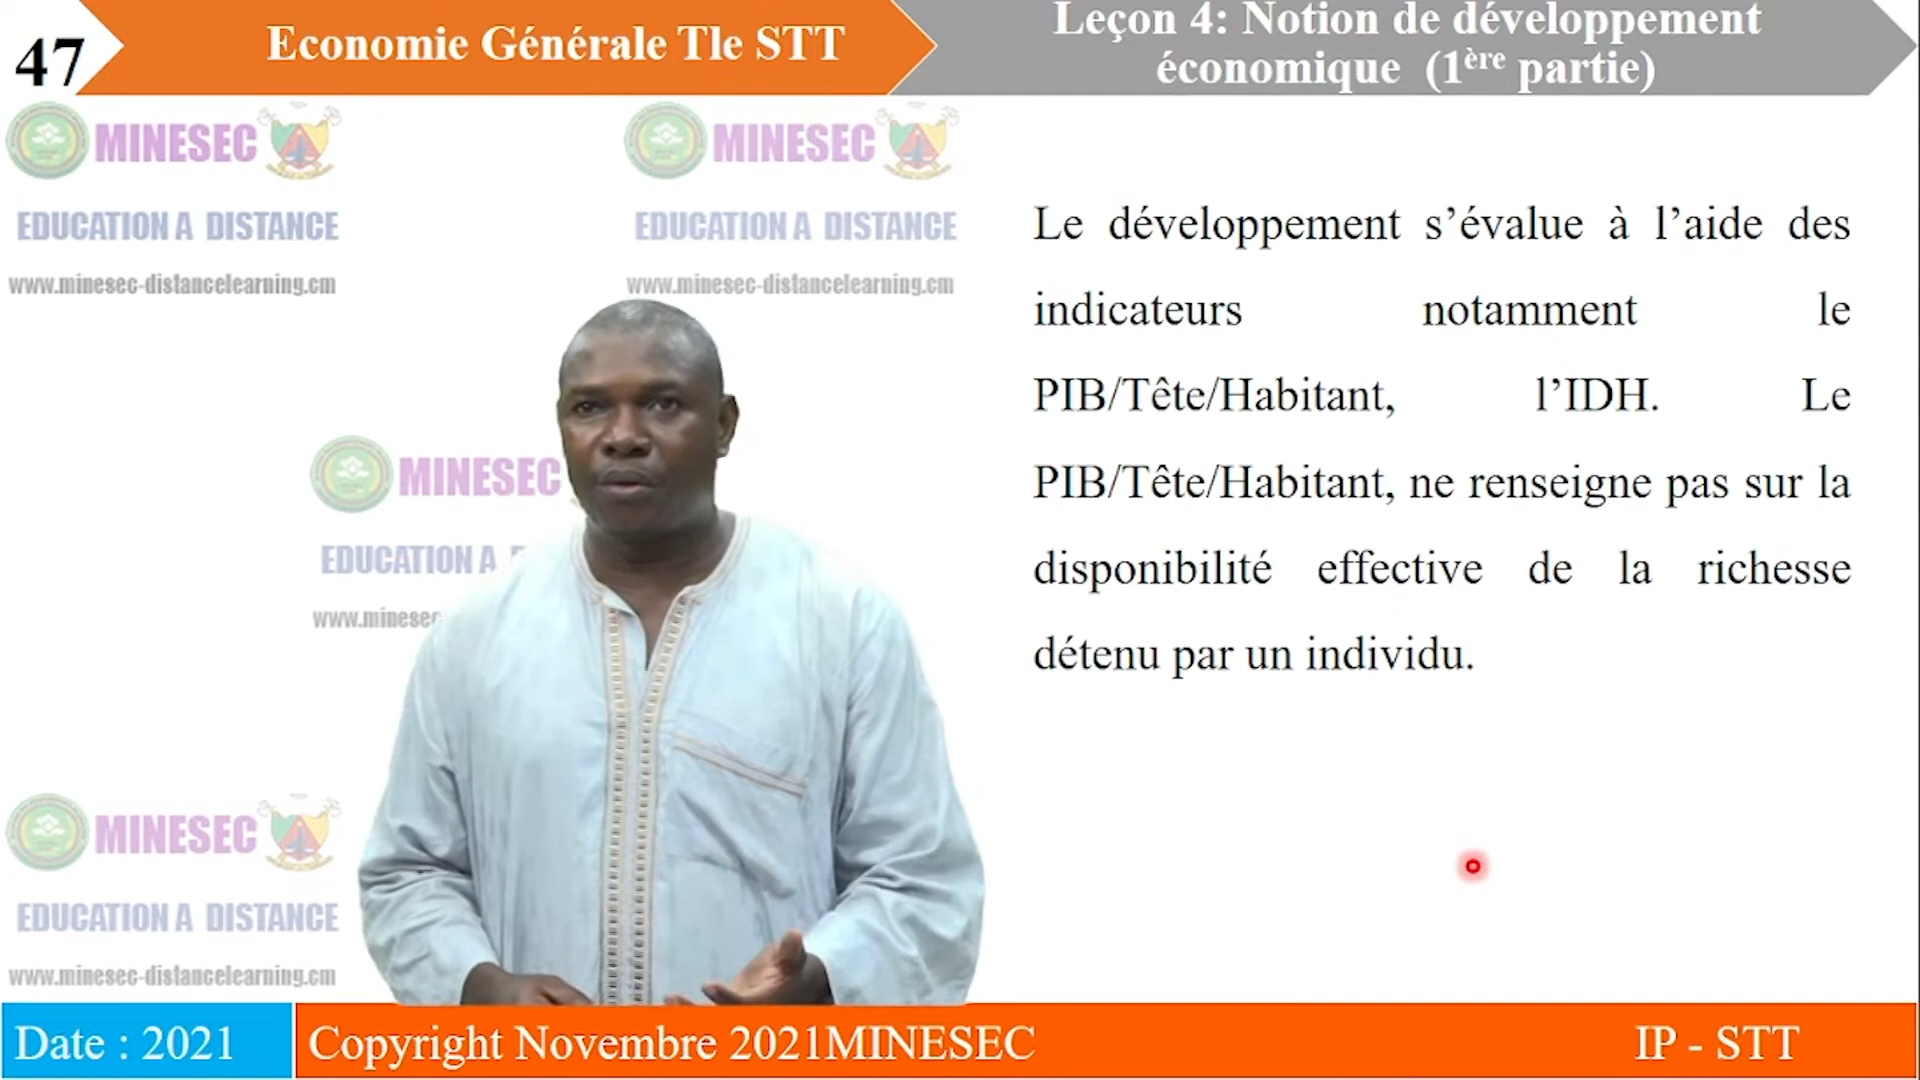 47
Economie Générale Tle STT
Leçon 4: Notion de développement
économique (1ère partie)
MINESEC
EDUCATION A DISTANCE
www.minesec-distancelearning.cm
MINESEC
EDUCATION A DISTANCE
www.minesec-distancelearning.cm
Le développement s’évalue à l’aide des
indicateurs notamment le
PIB/Tête/Habitant, l’IDH. Le
PIB/Tête/Habitant, ne renseigne pas sur la
disponibilité effective de la richesse
détenu par un individu.
MINESEC
EDUCATION A
www.minesec
MINESEC
EDUCATION A DISTANCE
www.minesec-distancelearning.cm
Date : 2021
Copyright Novembre 2021MINESEC
IP - STT